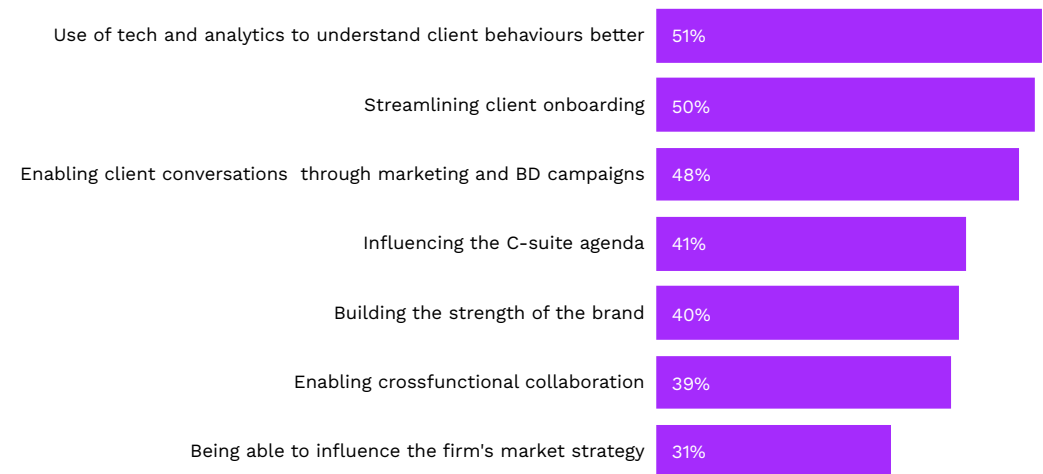 Use of tech and analytics to understand client behaviours better 51%
Streamlining client onboarding 50%
Enabling client conversations  through marketing and BD campaigns 48%
Influencing the C-suite agenda 41%
Building the strength of the brand 40%
Enabling crossfunctional collaboration 39%
Being able to influence the firm's market strategy 31%